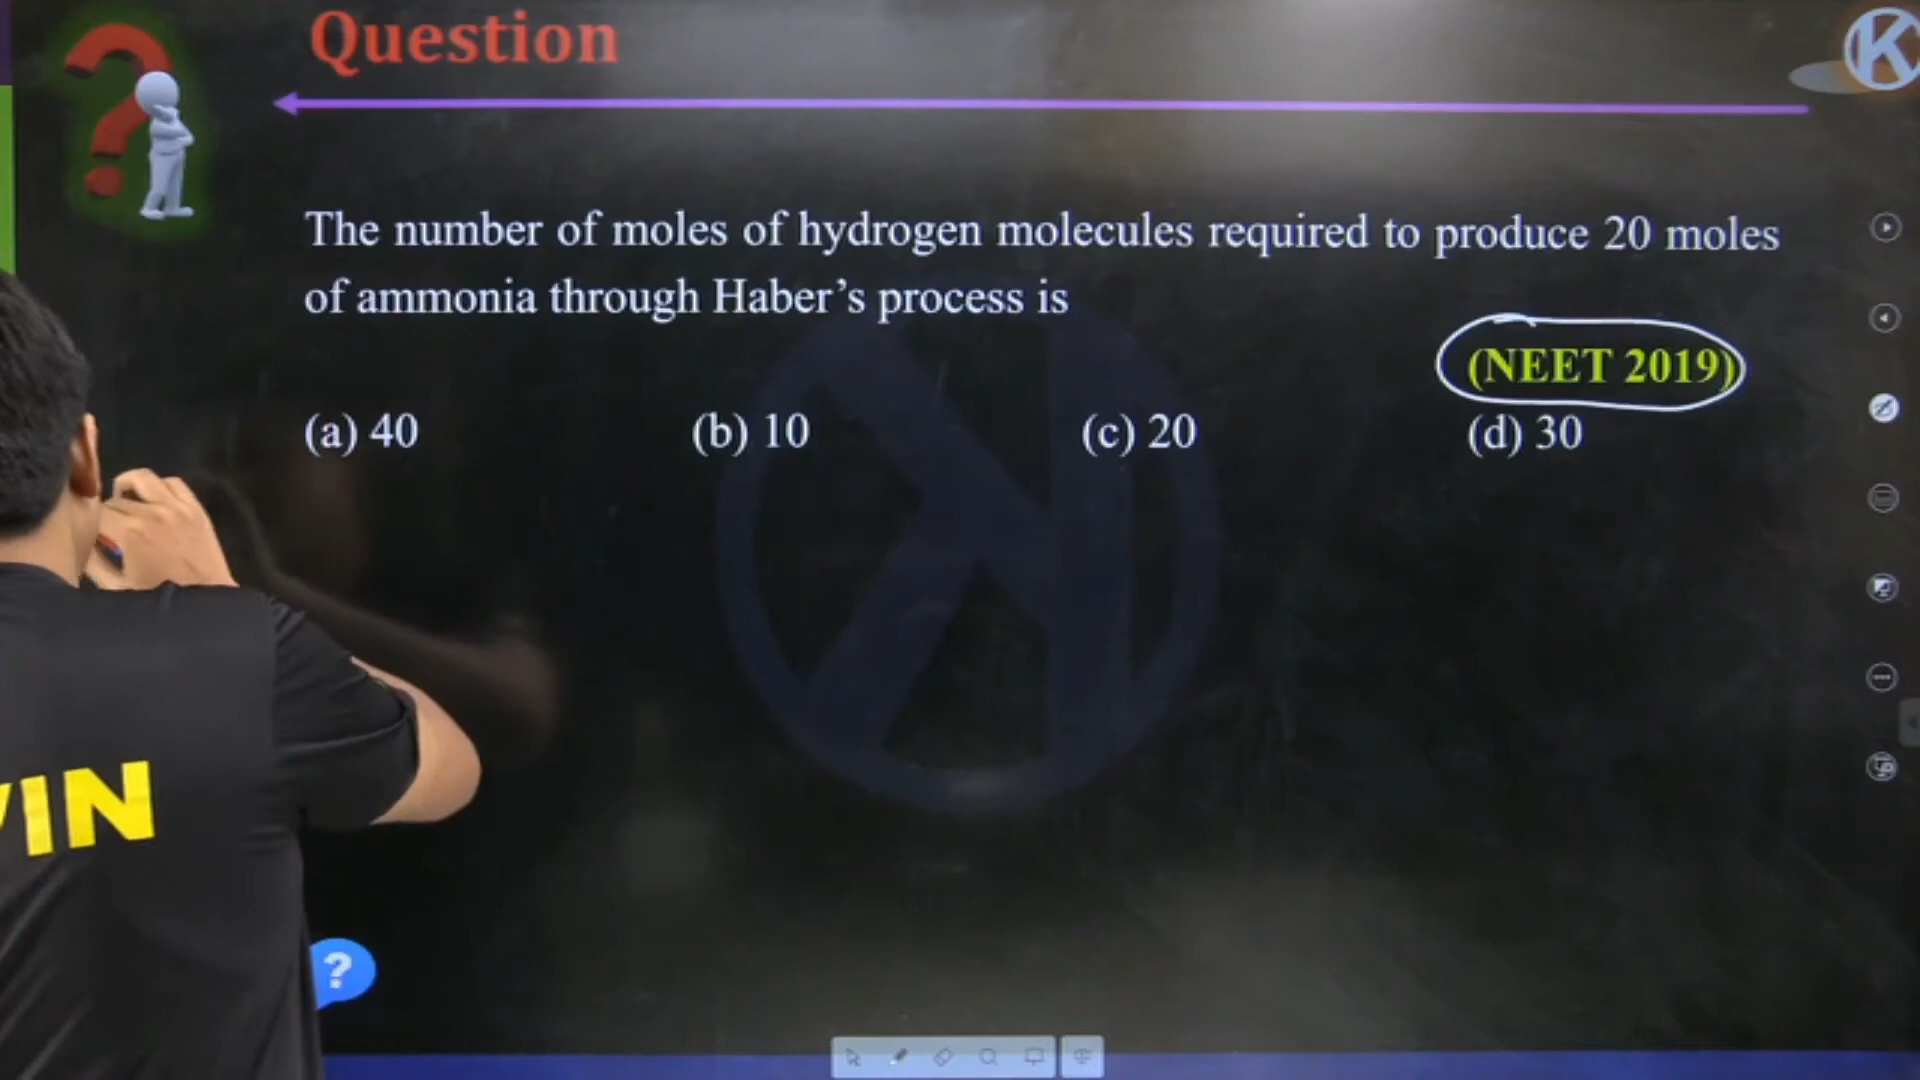 Question
K
The number of moles of hydrogen molecules required to produce 20 moles
of ammonia through Haber’s process is
(NEET 2019)
(a) 40 (b) 10 (c) 20 (d) 30
IN
?